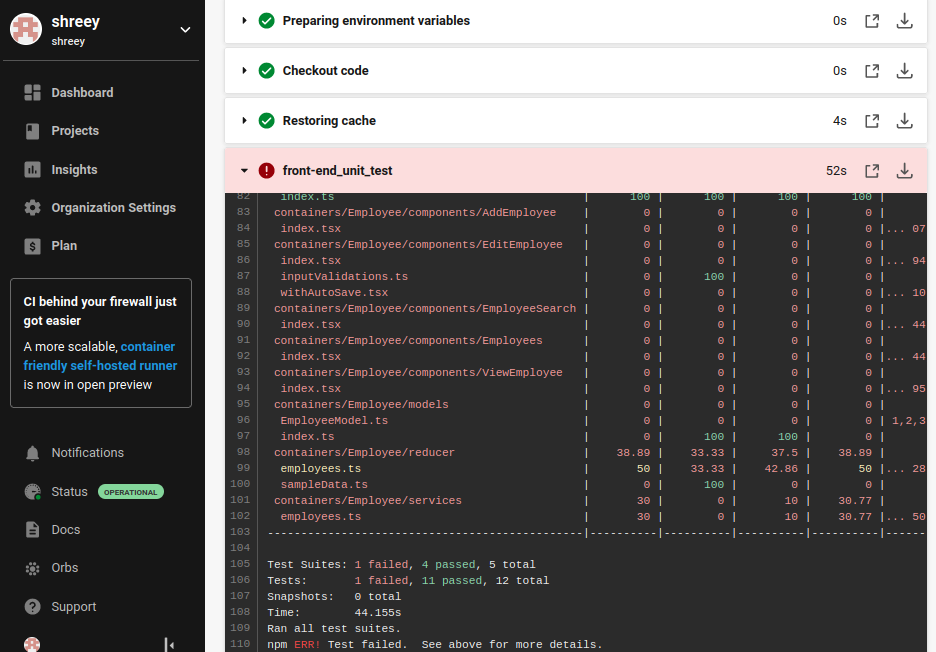 shreey
shreey
Dashboard
Projects
Insights
Organization Settings
Plan
CI behind your firewall just
got easier
A more scalable, container
friendly self-hosted runner
is now in open preview
Notifications
Status OPERATIONAL
Docs
Orbs
Support
Preparing environment variables 0s
Checkout code 0s
Restoring cache 4s
front-end_unit_test 52s
82 index.ts | 100 | 100 | 100 | 100 |
83 containers/Employee/components/AddEmployee | 0 | 0 | 0 | 0 |
84 index.tsx | 0 | 0 | 0 | 0 |... 07
85 containers/Employee/components/EditEmployee | 0 | 0 | 0 | 0 |
86 index.tsx | 0 | 0 | 0 | 0 |... 94
87 inputValidations.ts | 0 | 100 | 0 | 0 |
88 withAutoSave.tsx | 0 | 0 | 0 | 0 |... 10
89 containers/Employee/components/EmployeeSearch | 0 | 0 | 0 | 0 |
90 index.tsx | 0 | 0 | 0 | 0 |... 44
91 containers/Employee/components/Employees | 0 | 0 | 0 | 0 |
92 index.tsx | 0 | 0 | 0 | 0 |... 44
93 containers/Employee/components/ViewEmployee | 0 | 0 | 0 | 0 |
94 index.tsx | 0 | 0 | 0 | 0 |... 95
95 containers/Employee/models | 0 | 0 | 0 | 0 |
96 EmployeeModel.ts | 0 | 0 | 0 | 0 | 1,2,3
97 index.ts | 0 | 100 | 100 | 0 |
98 containers/Employee/reducer | 38.89 | 33.33 | 37.5 | 38.89 |
99 employees.ts | 50 | 33.33 | 42.86 | 50 |... 28
100 sampleData.ts | 0 | 100 | 0 | 0 |
101 containers/Employee/services | 30 | 0 | 10 | 30.77 |
102 employees.ts | 30 | 0 | 10 | 30.77 |... 50
103 ------------------------------------------------|----------|----------|----------|----------|------
104
105 Test Suites: 1 failed, 4 passed, 5 total
106 Tests: 1 failed, 11 passed, 12 total
107 Snapshots: 0 total
108 Time: 44.155s
109 Ran all test suites.
110 npm ERR! Test failed. See above for more details.